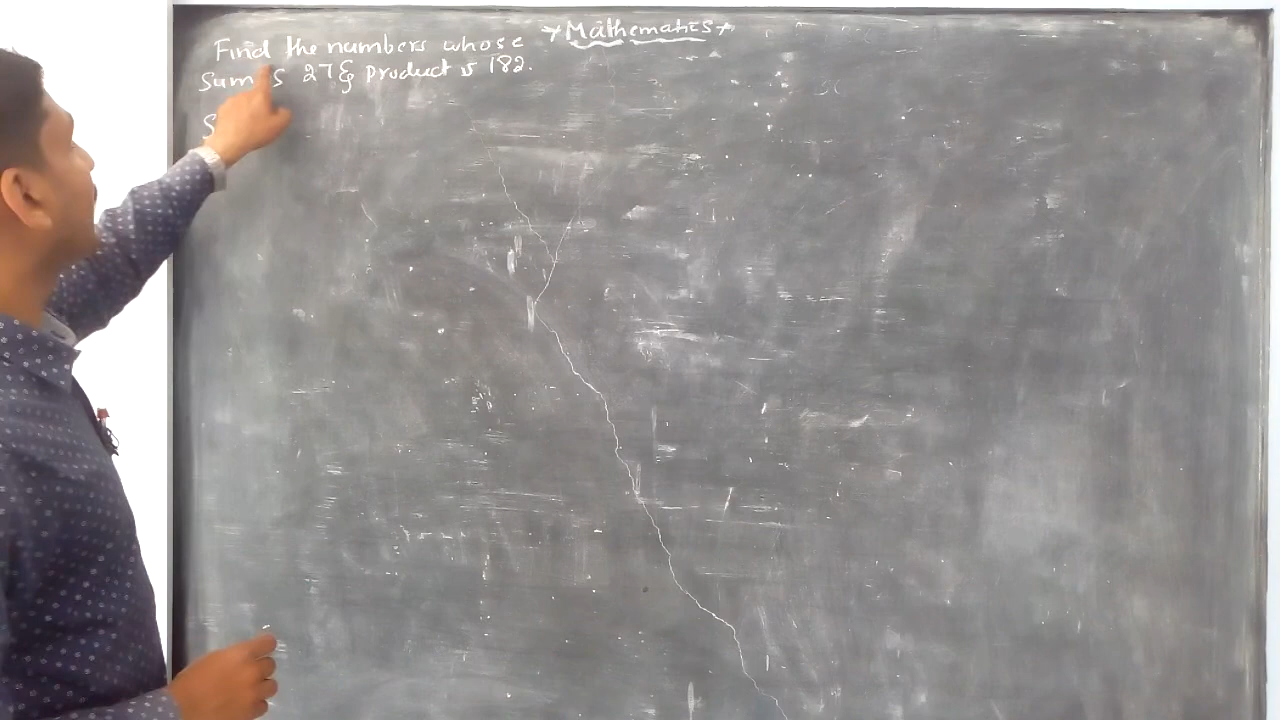 Mathematics
Find the numbers whose
Sum is 27 & product is 182.
S